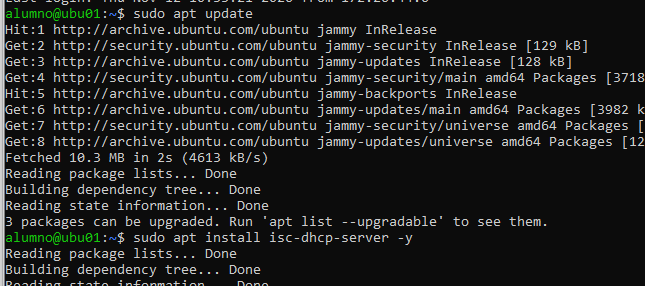 alumno@ubu01:~$ sudo apt update
Hit:1 http://archive.ubuntu.com/ubuntu jammy InRelease
Get:2 http://security.ubuntu.com/ubuntu jammy-security InRelease [129 kB]
Get:3 http://archive.ubuntu.com/ubuntu jammy-updates InRelease [128 kB]
Get:4 http://security.ubuntu.com/ubuntu jammy-security/main amd64 Packages [3718
Hit:5 http://archive.ubuntu.com/ubuntu jammy-backports InRelease
Get:6 http://archive.ubuntu.com/ubuntu jammy-updates/main amd64 Packages [3982 k
Get:7 http://security.ubuntu.com/ubuntu jammy-security/universe amd64 Packages [
Get:8 http://archive.ubuntu.com/ubuntu jammy-updates/universe amd64 Packages [12
Fetched 10.3 MB in 2s (4613 kB/s)
Reading package lists... Done
Building dependency tree... Done
Reading state information... Done
3 packages can be upgraded. Run 'apt list --upgradable' to see them.
alumno@ubu01:~$ sudo apt install isc-dhcp-server -y
Reading package lists... Done
Building dependency tree... Done
Reading state information... Done